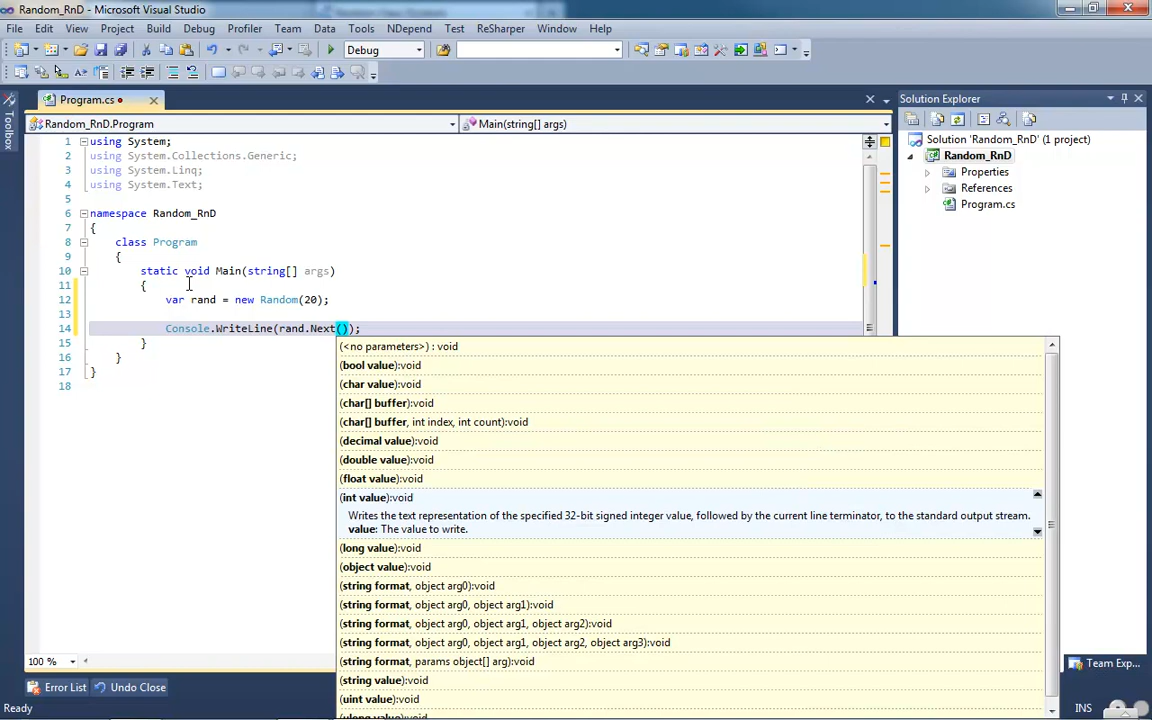 Random_RnD - Microsoft Visual Studio
File Edit View Project Build Debug Team Data Tools Profiler NDepend Test ReSharper Window Help
Debug
Program.cs
Toolbox
Random_RnD.Program
Main(string[] args)
1 using System;
2 using System.Collections.Generic;
3 using System.Linq;
4 using System.Text;
5
6 namespace Random_RnD
7 {
8 class Program
9 {
10 static void Main(string[] args)
11 {
12 var rand = new Random(20);
13
14 Console.WriteLine(rand.Next());
15 }
16 }
17 }
18
(<no parameters>) : void
(bool value):void
(char value):void
(char[] buffer):void
(char[] buffer, int index, int count):void
(decimal value):void
(double value):void
(float value):void
(int value):void
Writes the text representation of the specified 32-bit signed integer value, followed by the current line terminator, to the standard output stream.
value: The value to write.
(long value):void
(object value):void
(string format, object arg0):void
(string format, object arg0, object arg1):void
(string format, object arg0, object arg1, object arg2):void
(string format, object arg0, object arg1, object arg2, object arg3):void
(string format, params object[] arg):void
(string value):void
(uint value):void
(ulong value):void
Solution Explorer
Solution 'Random_RnD' (1 project)
Random_RnD
Properties
References
Program.cs
Team Exp...
100 %
Error List Undo Close
Ready
INS